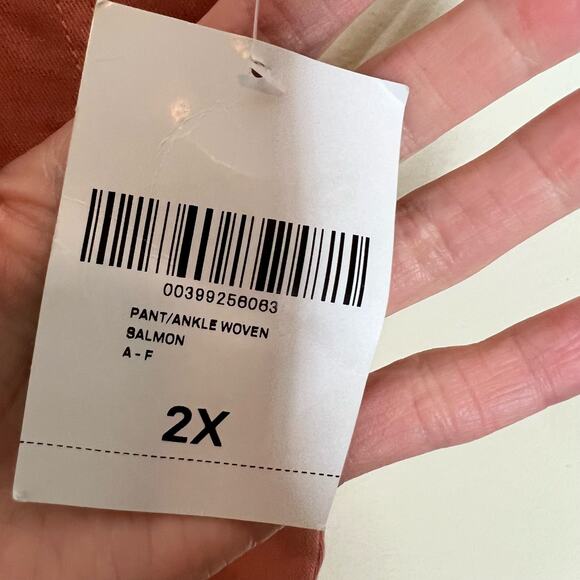 00399256063
PANT/ANKLE WOVEN
SALMON
A - F
2X